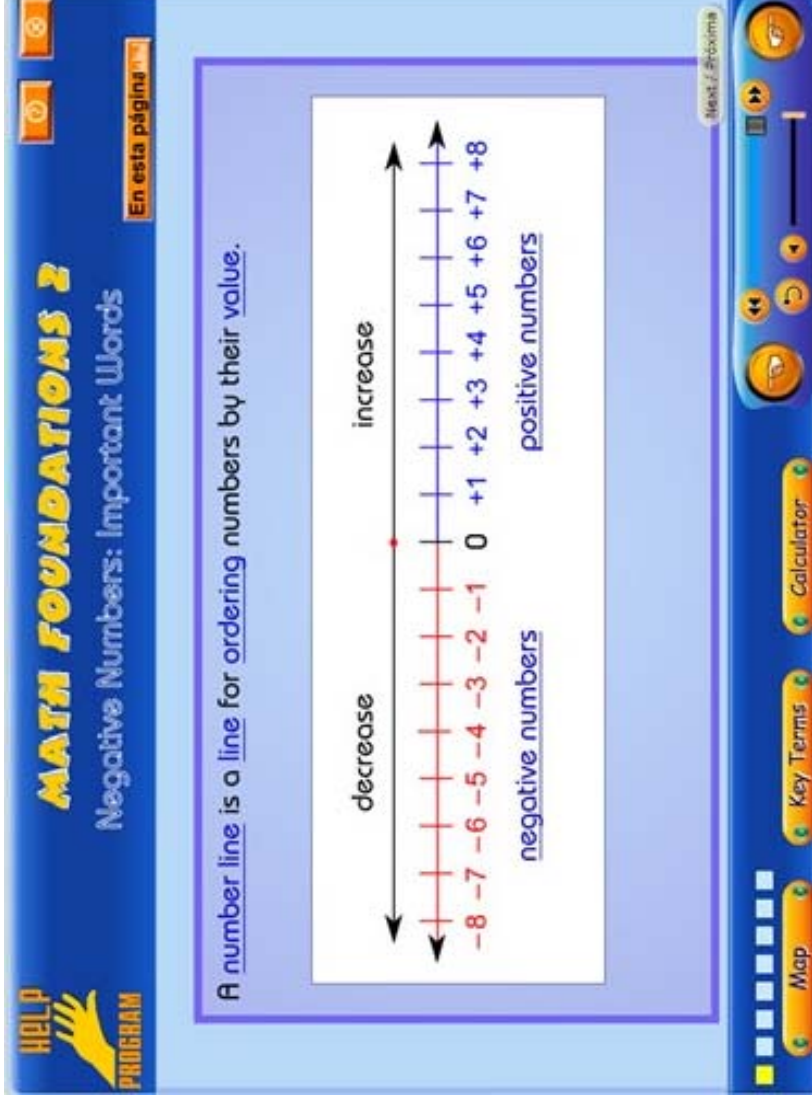 HELP
PROGRAM
MATH FOUNDATIONS 2
Negative Numbers: Important Words
En esta página
A number line is a line for ordering numbers by their value.
decrease increase
−8 −7 −6 −5 −4 −3 −2 −1 0 +1 +2 +3 +4 +5 +6 +7 +8
negative numbers positive numbers
Next / Próxima
Map Key Terms Calculator